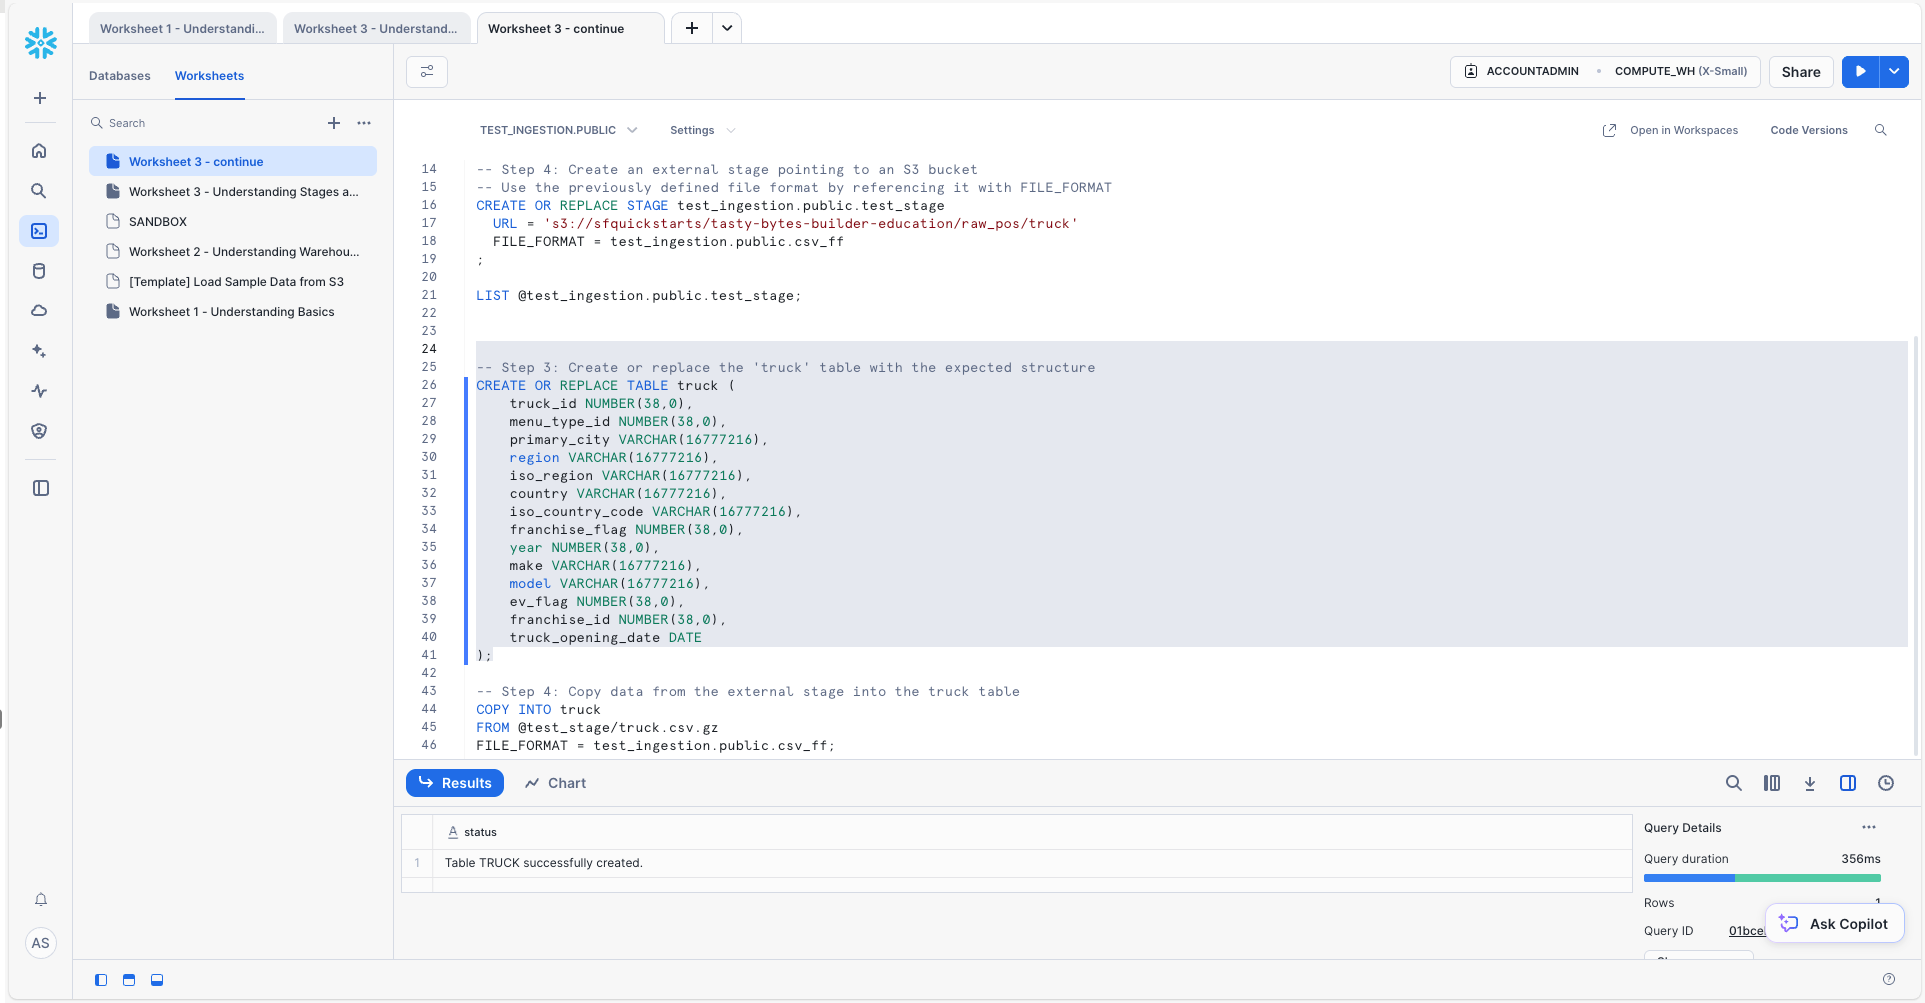 Worksheet 1 - Understandi...
Worksheet 3 - Understand...
Worksheet 3 - continue
Databases
Worksheets
Search
Worksheet 3 - continue
Worksheet 3 - Understanding Stages a...
SANDBOX
Worksheet 2 - Understanding Warehou...
[Template] Load Sample Data from S3
Worksheet 1 - Understanding Basics
AS
ACCOUNTADMIN
COMPUTE_WH (X-Small)
Share
TEST_INGESTION.PUBLIC
Settings
Open in Workspaces
Code Versions
14 -- Step 4: Create an external stage pointing to an S3 bucket
15 -- Use the previously defined file format by referencing it with FILE_FORMAT
16 CREATE OR REPLACE STAGE test_ingestion.public.test_stage
17 URL = 's3://sfquickstarts/tasty-bytes-builder-education/raw_pos/truck'
18 FILE_FORMAT = test_ingestion.public.csv_ff
19 ;
20
21 LIST @test_ingestion.public.test_stage;
22
23
24
25 -- Step 3: Create or replace the 'truck' table with the expected structure
26 CREATE OR REPLACE TABLE truck (
27 truck_id NUMBER(38,0),
28 menu_type_id NUMBER(38,0),
29 primary_city VARCHAR(16777216),
30 region VARCHAR(16777216),
31 iso_region VARCHAR(16777216),
32 country VARCHAR(16777216),
33 iso_country_code VARCHAR(16777216),
34 franchise_flag NUMBER(38,0),
35 year NUMBER(38,0),
36 make VARCHAR(16777216),
37 model VARCHAR(16777216),
38 ev_flag NUMBER(38,0),
39 franchise_id NUMBER(38,0),
40 truck_opening_date DATE
41 );
42
43 -- Step 4: Copy data from the external stage into the truck table
44 COPY INTO truck
45 FROM @test_stage/truck.csv.gz
46 FILE_FORMAT = test_ingestion.public.csv_ff;
Results
Chart
A status
1 Table TRUCK successfully created.
Query Details
Query duration 356ms
Rows 1
Query ID 01bce
Ask Copilot